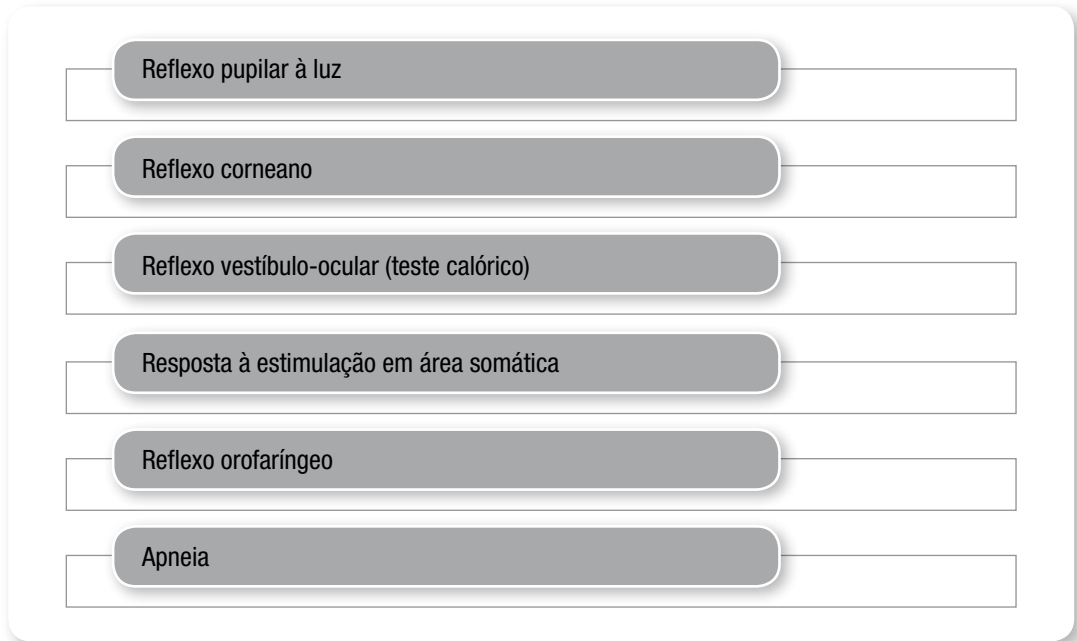 Reflexo pupilar à luz
Reflexo corneano
Reflexo vestíbulo-ocular (teste calórico)
Resposta à estimulação em área somática
Reflexo orofaríngeo
Apneia